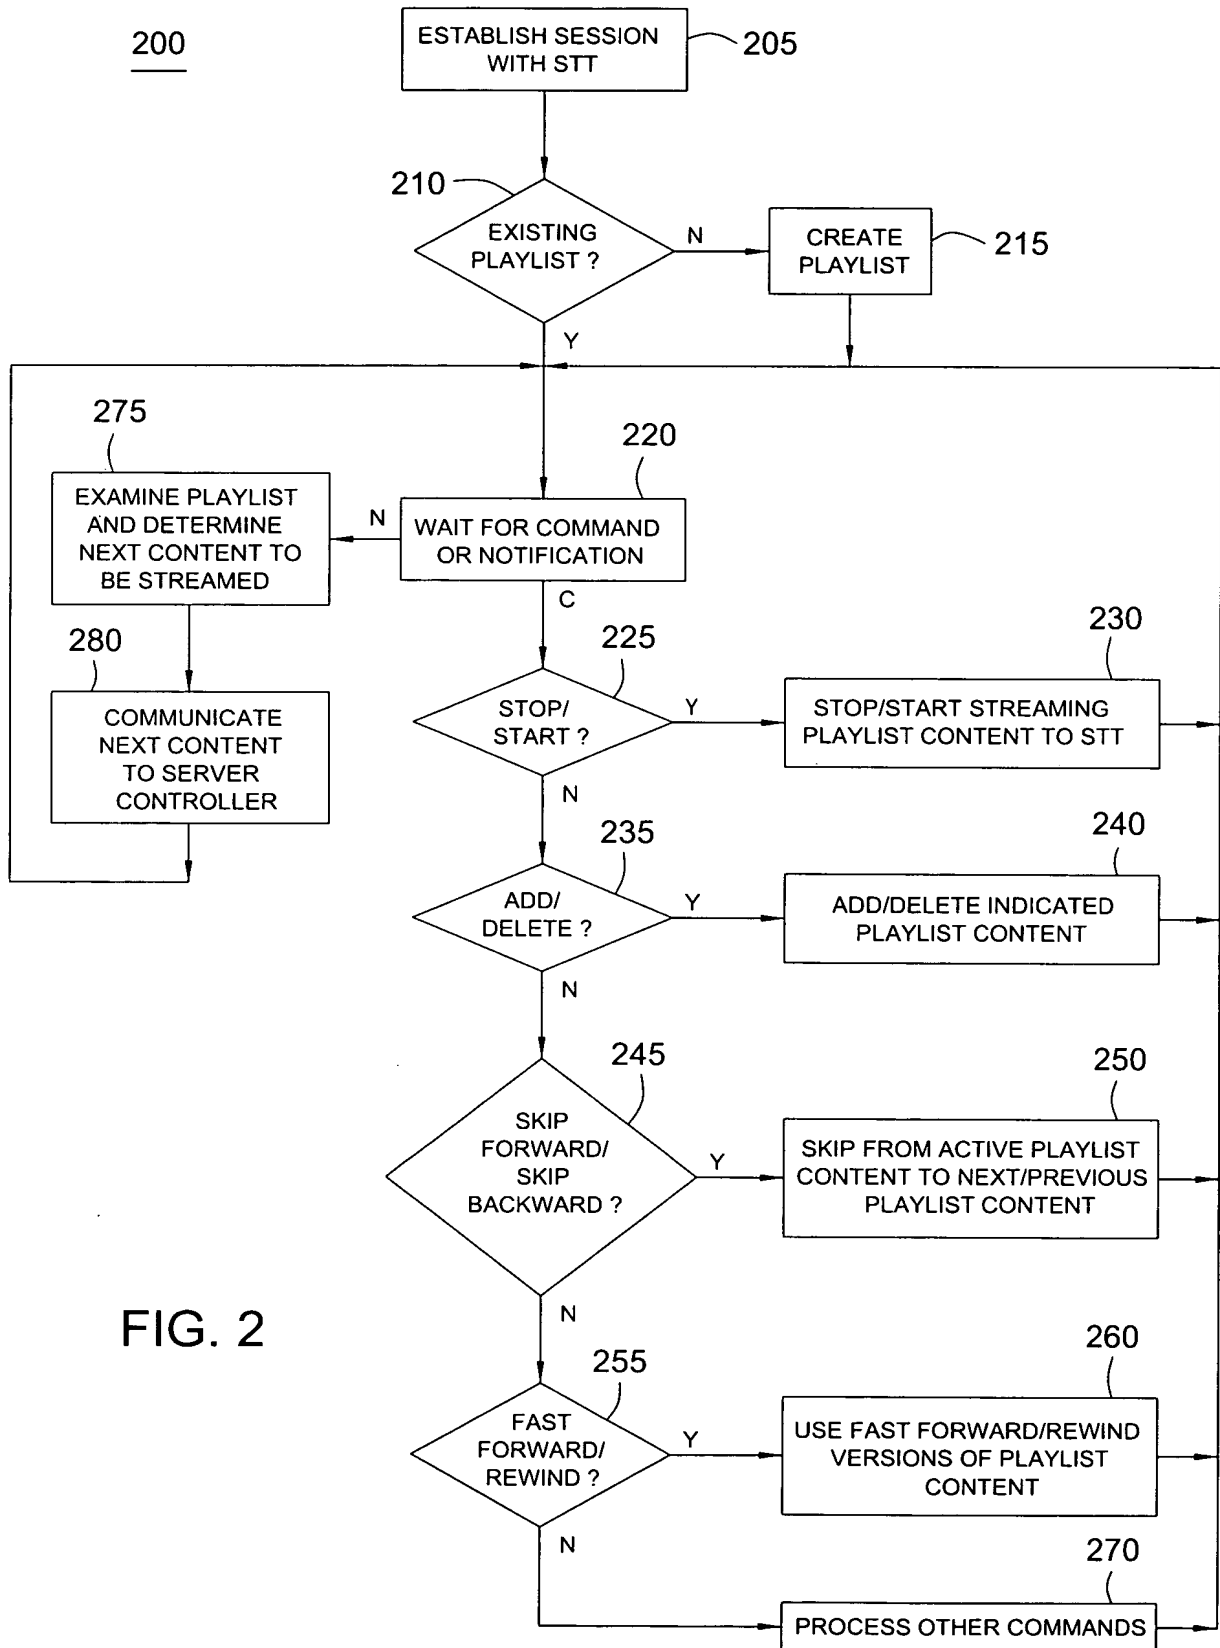 200
ESTABLISH SESSION
WITH STT
205
210
EXISTING
PLAYLIST ?
N
CREATE
PLAYLIST
215
Y
275
EXAMINE PLAYLIST
AND DETERMINE
NEXT CONTENT TO
BE STREAMED
N
220
WAIT FOR COMMAND
OR NOTIFICATION
C
280
COMMUNICATE
NEXT CONTENT
TO SERVER
CONTROLLER
225
STOP/
START ?
Y
230
STOP/START STREAMING
PLAYLIST CONTENT TO STT
N
235
ADD/
DELETE ?
Y
240
ADD/DELETE INDICATED
PLAYLIST CONTENT
N
245
SKIP
FORWARD/
SKIP
BACKWARD ?
Y
250
SKIP FROM ACTIVE PLAYLIST
CONTENT TO NEXT/PREVIOUS
PLAYLIST CONTENT
N
FIG. 2
255
FAST
FORWARD/
REWIND ?
Y
260
USE FAST FORWARD/REWIND
VERSIONS OF PLAYLIST
CONTENT
N
270
PROCESS OTHER COMMANDS